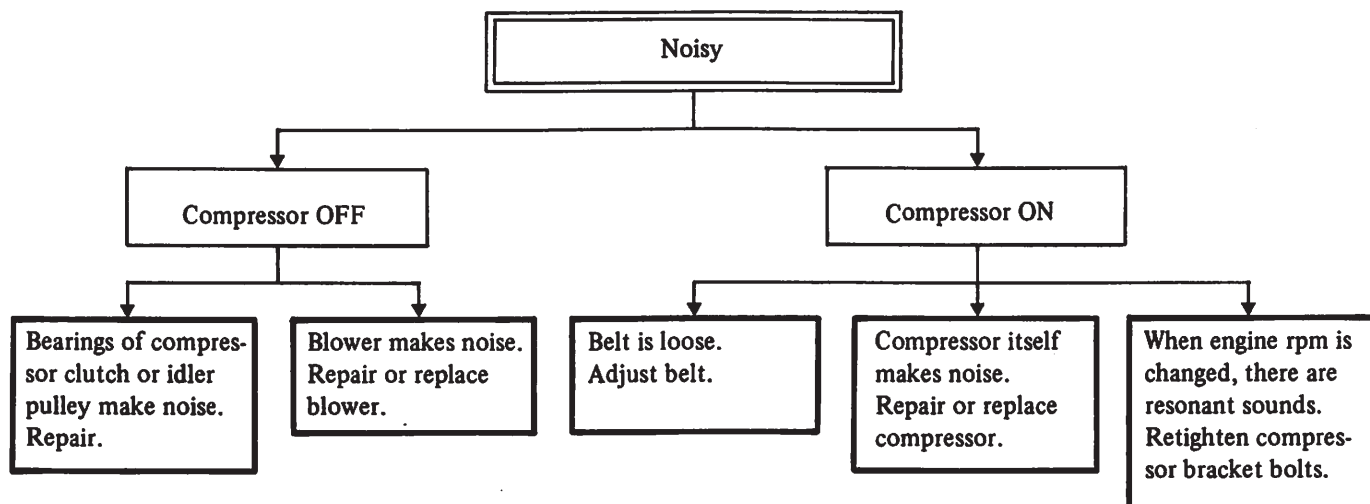 Noisy
Compressor OFF
Compressor ON
Bearings of compres-
sor clutch or idler
pulley make noise.
Repair.
Blower makes noise.
Repair or replace
blower.
Belt is loose.
Adjust belt.
Compressor itself
makes noise.
Repair or replace
compressor.
When engine rpm is
changed, there are
resonant sounds.
Retighten compres-
sor bracket bolts.